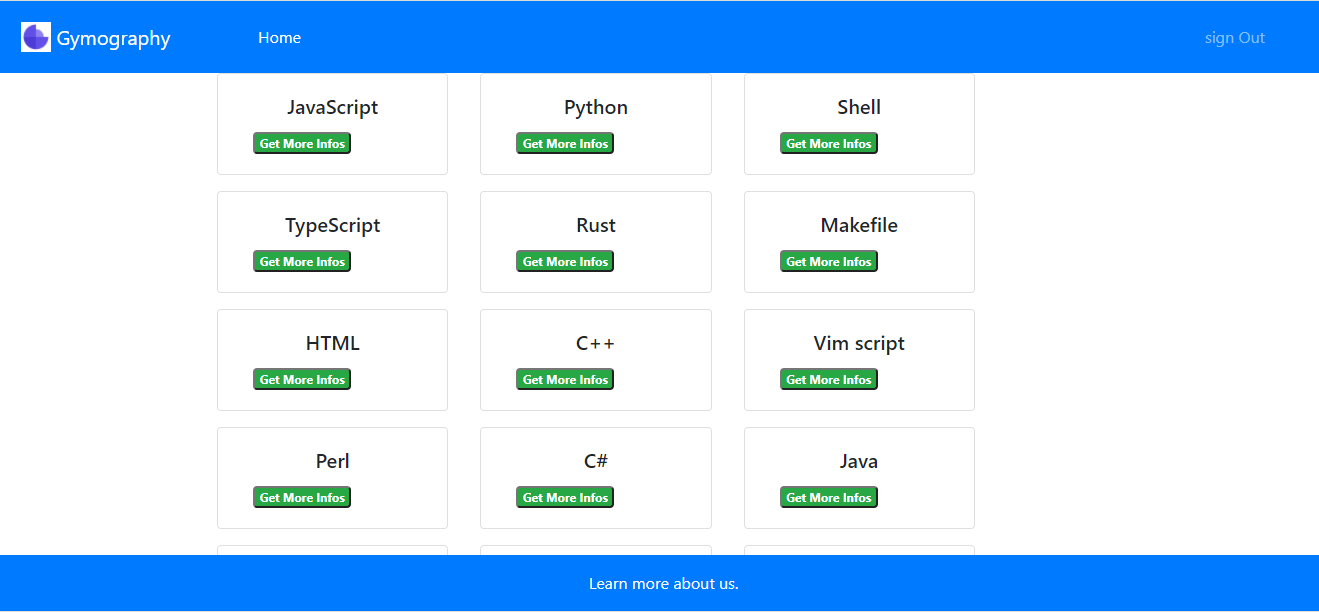 Gymography Home sign Out
JavaScript Python Shell
Get More Infos Get More Infos Get More Infos
TypeScript Rust Makefile
Get More Infos Get More Infos Get More Infos
HTML C++ Vim script
Get More Infos Get More Infos Get More Infos
Perl C# Java
Get More Infos Get More Infos Get More Infos
Learn more about us.